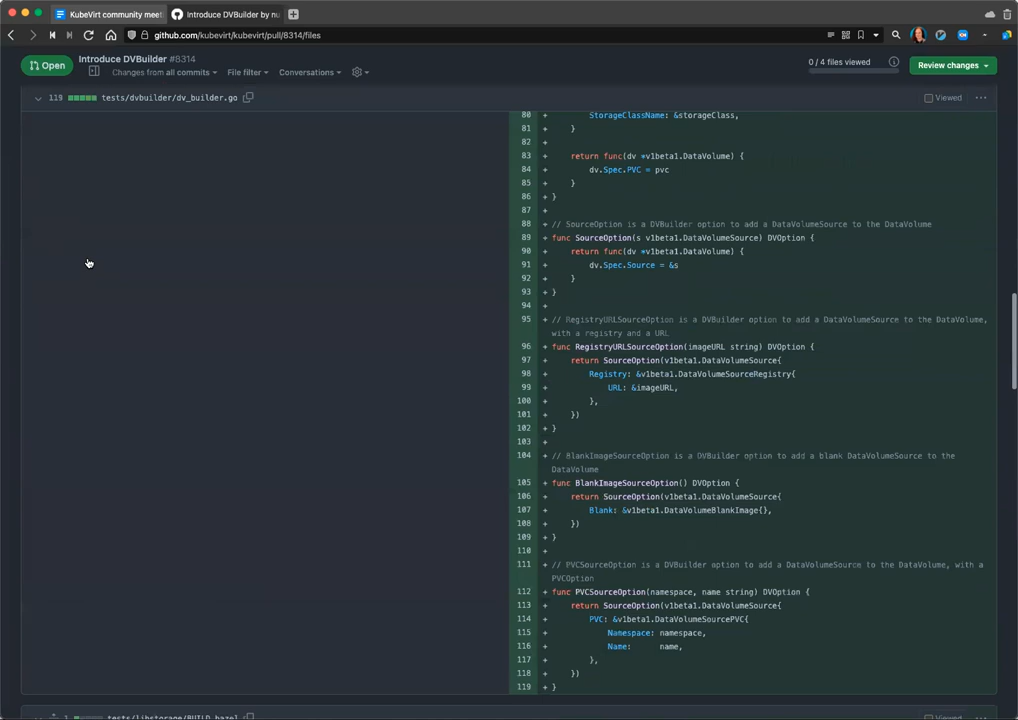 KubeVirt community meet
Introduce DVBuilder by nu
github.com/kubevirt/kubevirt/pull/8314/files
Open
Introduce DVBuilder #8314
Changes from all commits
File filter
Conversations
0 / 4 files viewed
Review changes
119 tests/dvbuilder/dv_builder.go
Viewed
80 + StorageClassName: &storageClass,
81 + }
82 +
83 + return func(dv *v1beta1.DataVolume) {
84 + dv.Spec.PVC = pvc
85 + }
86 + }
87 +
88 + // SourceOption is a DVBuilder option to add a DataVolumeSource to the DataVolume
89 + func SourceOption(s v1beta1.DataVolumeSource) DVOption {
90 + return func(dv *v1beta1.DataVolume) {
91 + dv.Spec.Source = &s
92 + }
93 + }
94 +
95 + // RegistryURLSourceOption is a DVBuilder option to add a DataVolumeSource to the DataVolume,
with a registry and a URL
96 + func RegistryURLSourceOption(imageURL string) DVOption {
97 + return SourceOption(v1beta1.DataVolumeSource{
98 + Registry: &v1beta1.DataVolumeSourceRegistry{
99 + URL: &imageURL,
100 + },
101 + })
102 + }
103 +
104 + // BlankImageSourceOption is a DVBuilder option to add a blank DataVolumeSource to the
DataVolume
105 + func BlankImageSourceOption() DVOption {
106 + return SourceOption(v1beta1.DataVolumeSource{
107 + Blank: &v1beta1.DataVolumeBlankImage{},
108 + })
109 + }
110 +
111 + // PVCSourceOption is a DVBuilder option to add a DataVolumeSource to the DataVolume, with a
PVCOption
112 + func PVCSourceOption(namespace, name string) DVOption {
113 + return SourceOption(v1beta1.DataVolumeSource{
114 + PVC: &v1beta1.DataVolumeSourcePVC{
115 + Namespace: namespace,
116 + Name: name,
117 + },
118 + })
119 + }
1 tests/libstorage/BUILD.bazel
Viewed